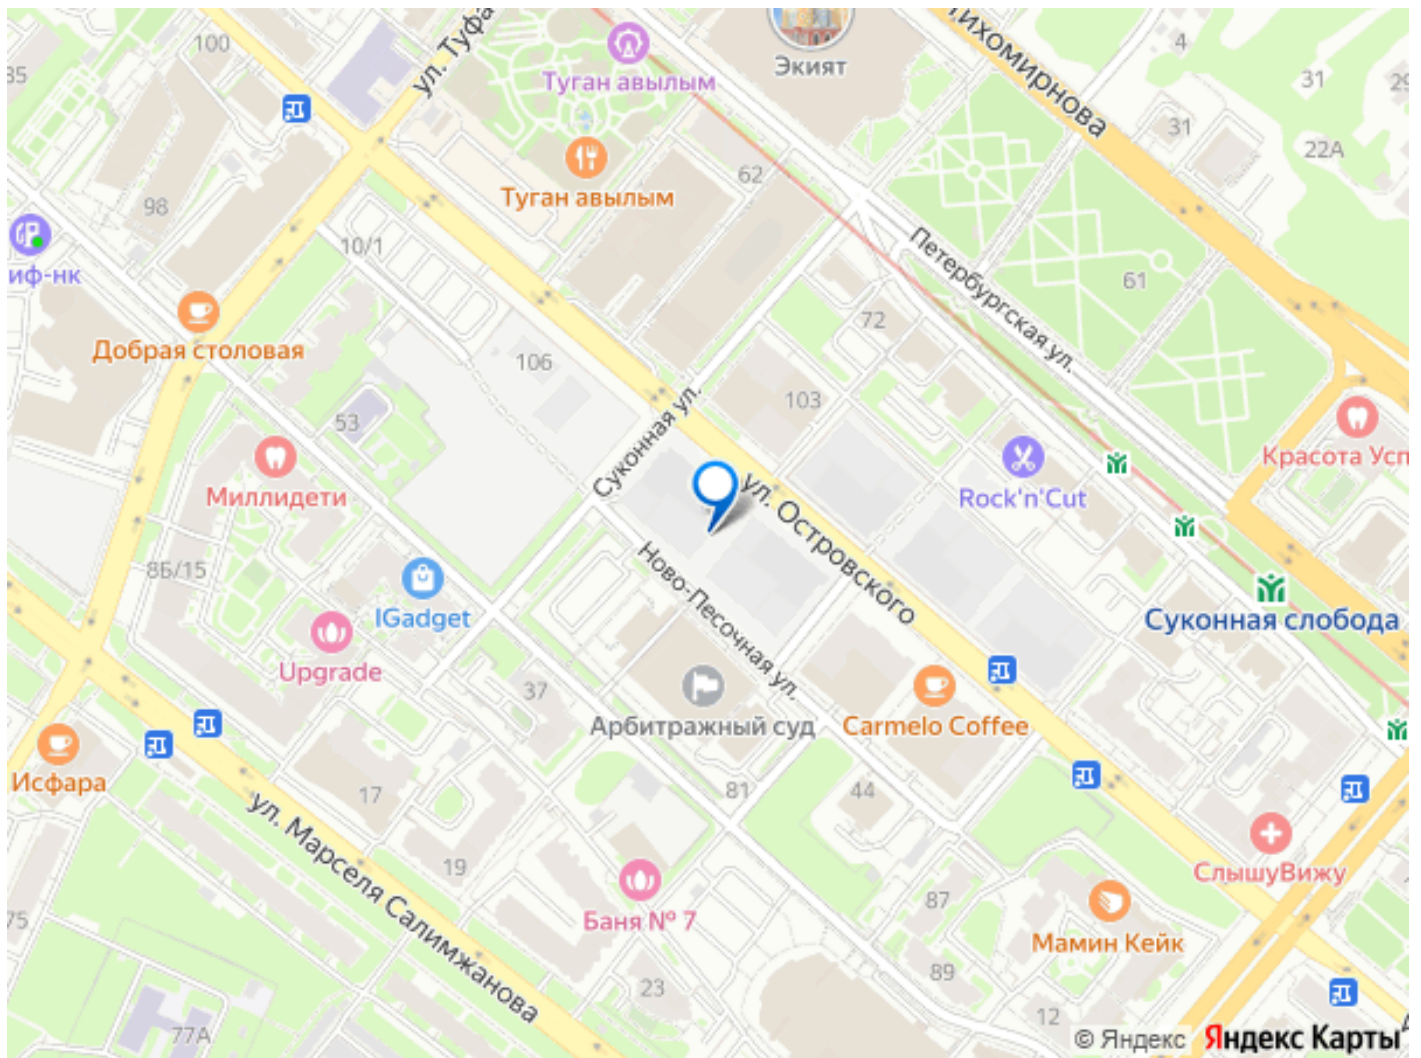 100
35
ул. Туфа
Туган авылым
Экият
Тихомирнова
4
31
29
31
22А
98
Туган авылым
62
10/1
иф-нк
Петербургская ул.
61
72
Добрая столовая
106
103
53
Суконная ул.
Красота Усп
Миллидети
Rock'n'Cut
ул. Островского
8Б/15
Ново-Песочная ул.
IGadget
Суконная слобода
Upgrade
37
Арбитражный суд
Carmelo Coffee
Исфара
17
81
44
ул. Марселя Салимжанова
19
СлышуВижу
87
75
Баня № 7
Мамин Кейк
89
23
12
77А
© Яндекс Яндекс Карты